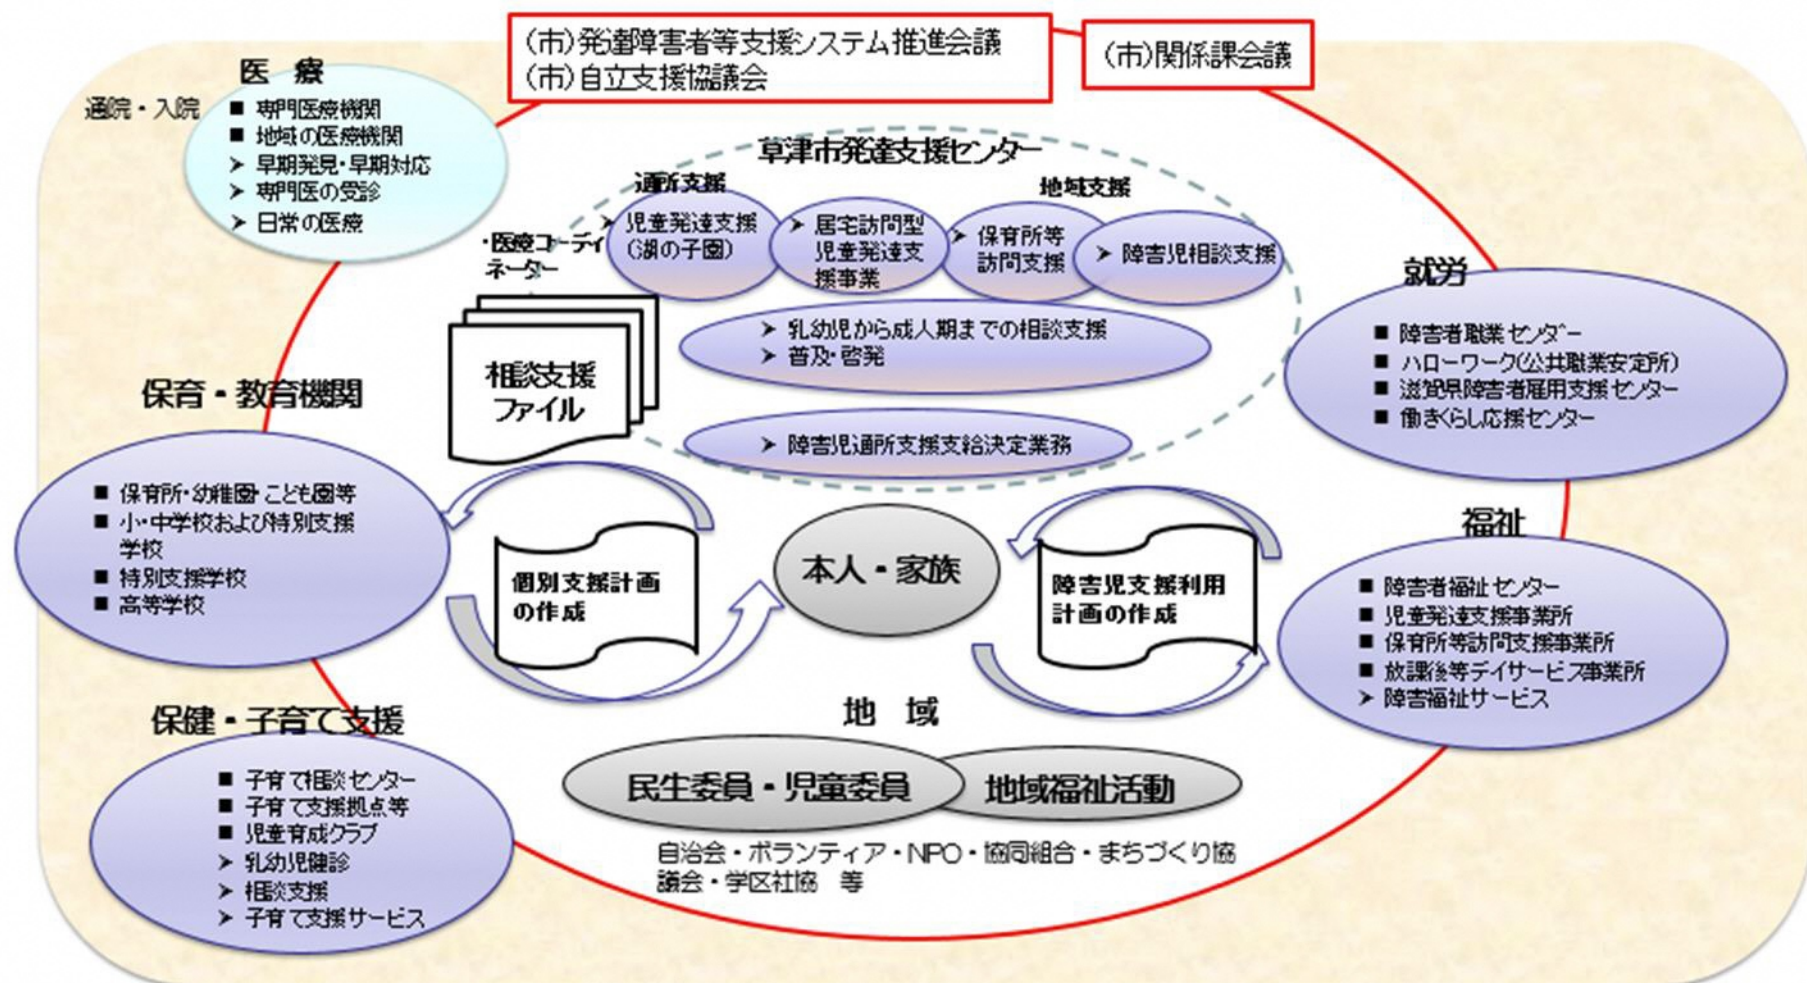 (市)発達障害者等支援システム推進会議
(市)自立支援協議会
(市)関係課会議
医 療
通院・入院
■ 専門医療機関
■ 地域の医療機関
➤ 早期発見・早期対応
➤ 専門医の受診
➤ 日常の医療
草津市発達支援センター
通所支援
地域支援
・医療コーディ
ネーター
➤ 児童発達支援
(湖の子園)
➤ 居宅訪問型
児童発達支
援事業
➤ 保育所等
訪問支援
➤ 障害児相談支援
➤ 乳幼児から成人期までの相談支援
➤ 普及・啓発
➤ 障害児通所支援支給決定業務
相談支援
ファイル
就労
■ 障害者職業センター
■ ハローワーク(公共職業安定所)
■ 滋賀県障害者雇用支援センター
■ 働きくらし応援センター
保育・教育機関
■ 保育所・幼稚園・こども園等
■ 小・中学校および特別支援
学校
■ 特別支援学校
■ 高等学校
個別支援計画
の作成
本人・家族
障害児支援利用
計画の作成
福祉
■ 障害者福祉センター
■ 児童発達支援事業所
■ 保育所等訪問支援事業所
■ 放課後等デイサービス事業所
➤ 障害福祉サービス
保健・子育て支援
■ 子育て相談センター
■ 子育て支援拠点等
■ 児童育成クラブ
➤ 乳幼児健診
➤ 相談支援
➤ 子育て支援サービス
地 域
民生委員・児童委員
地域福祉活動
自治会・ボランティア・NPO・協同組合・まちづくり協
議会・学区社協 等